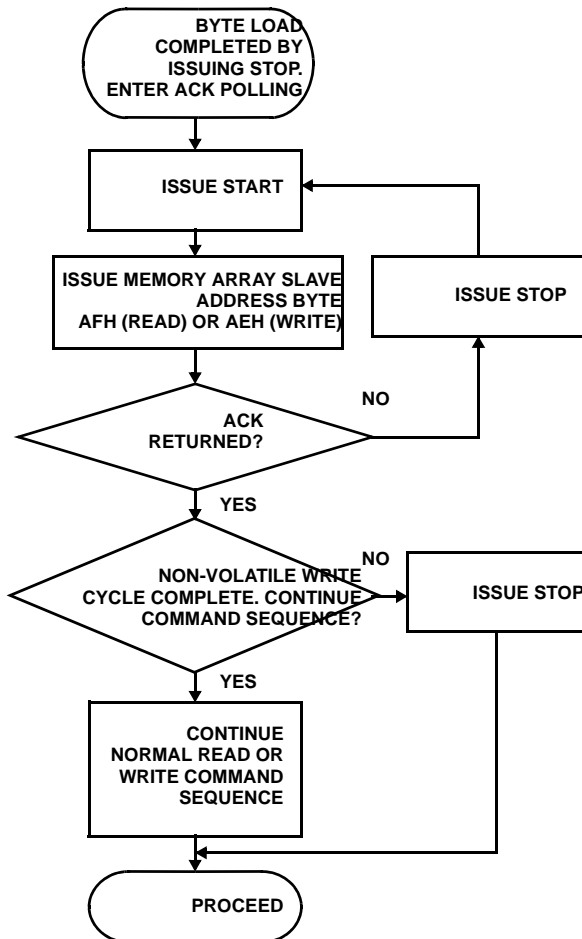 BYTE LOAD
COMPLETED BY
ISSUING STOP.
ENTER ACK POLLING
ISSUE START
ISSUE MEMORY ARRAY SLAVE
ADDRESS BYTE
AFH (READ) OR AEH (WRITE)
ISSUE STOP
NO
ACK
RETURNED?
YES
NO
NON-VOLATILE WRITE
CYCLE COMPLETE. CONTINUE
COMMAND SEQUENCE?
ISSUE STOP
YES
CONTINUE
NORMAL READ OR
WRITE COMMAND
SEQUENCE
PROCEED